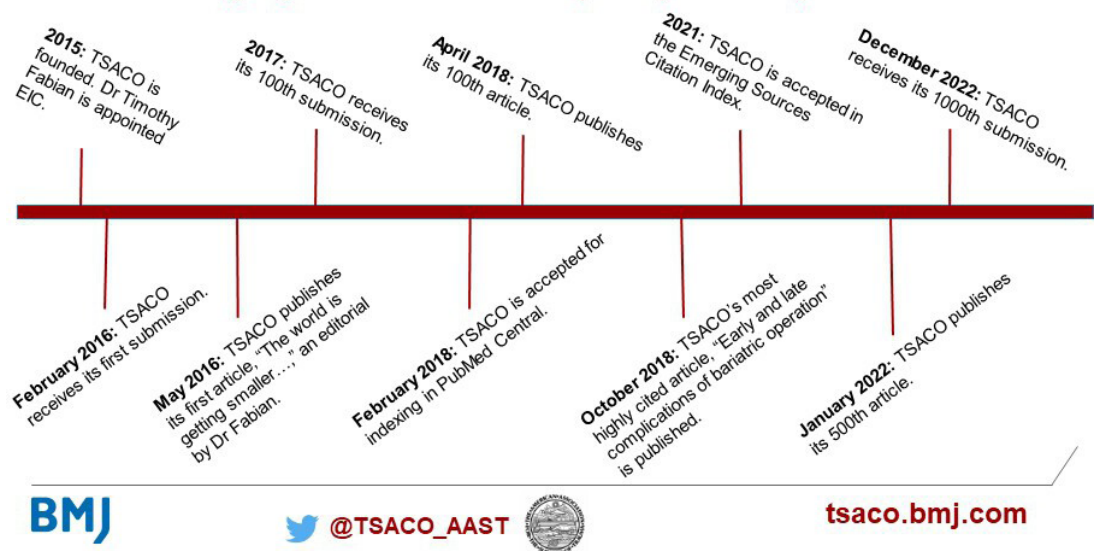 2015: TSACO is
founded. Dr Timothy
Fabian is appointed
EIC.
2017: TSACO receives
its 100th submission.
April 2018: TSACO publishes
its 100th article.
2021: TSACO is accepted in
the Emerging Sources
Citation Index.
December 2022: TSACO
receives its 1000th submission.
February 2016: TSACO
receives its first submission.
May 2016: TSACO publishes
its first article, “The world is
getting smaller…,” an editorial
by Dr Fabian.
February 2018: TSACO is accepted for
indexing in PubMed Central.
October 2018: TSACO’s most
highly cited article, “Early and late
complications of bariatric operation”
is published.
January 2022: TSACO publishes
its 500th article.
BMJ
@TSACO_AAST
tsaco.bmj.com